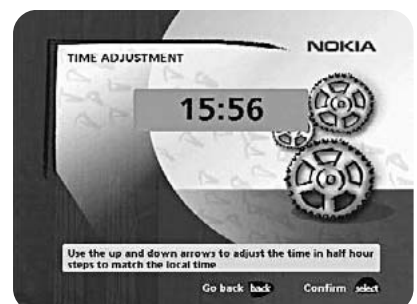 NOKIA
TIME ADJUSTMENT
15:56
Use the up and down arrows to adjust the time in half hour
steps to match the local time
Go back back Confirm select